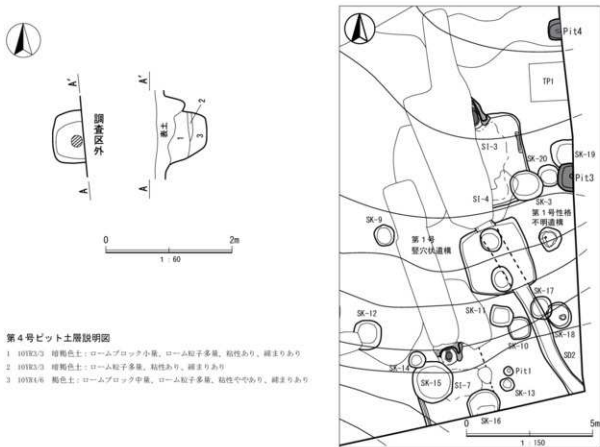 A'
A'
調査区外
表土
1
2
3
A
A
0
2m
1 : 60
第4号ピット土層説明図
1 10YR3/3 暗褐色土：ロームブロック少量、ローム粒子多量、粘性あり、締まりあり
2 10YR3/3 暗褐色土：ローム粒子多量、粘性あり、締まりあり
3 10YR4/6 褐色土：ロームブロック中量、ローム粒子多量、粘性ややあり、締まりあり
Pit4
TP1
SI-3
SK-19
SK-20
Pit3
SI-4
SK-3
SK-9
第1号
竪穴状遺構
第1号性格
不明遺構
SK-17
SK-11
SK-12
SK-18
SK-10
SD2
SK-14
SK-15
SI-7
Pit1
SK-13
SK-16
0
5m
1 : 150